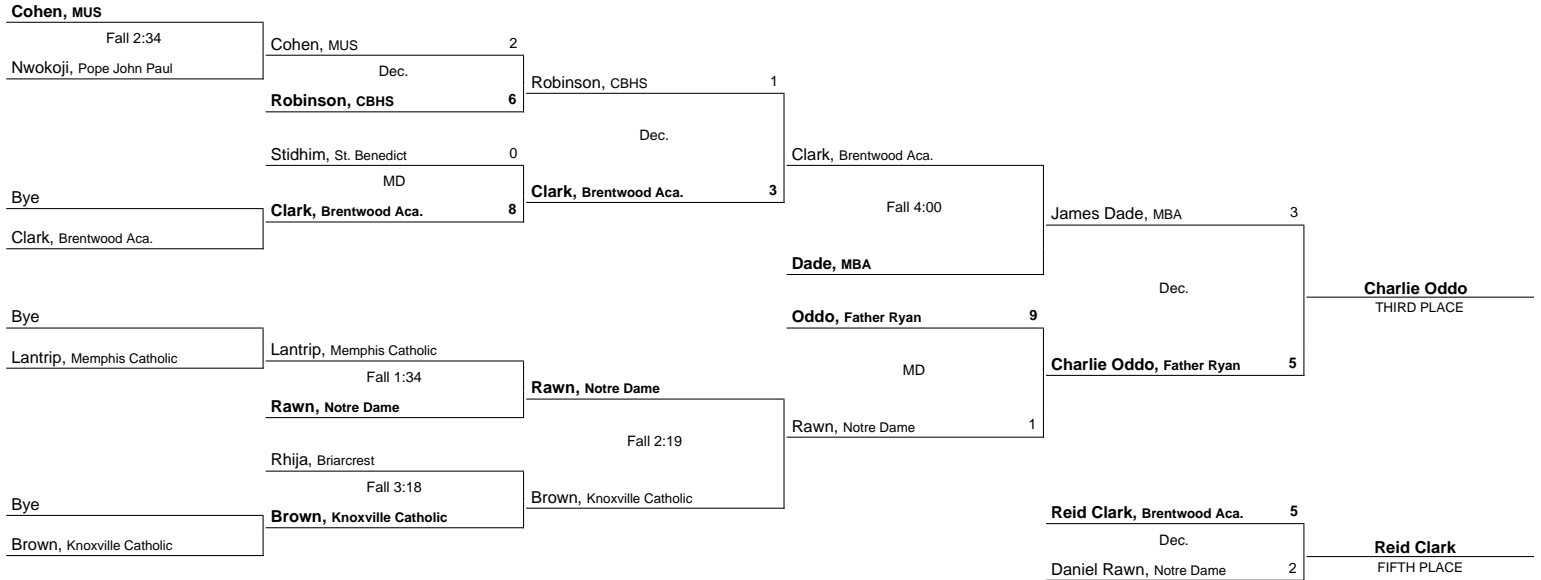 Cohen, MUS
Fall 2:34
Nwokoji, Pope John Paul
Bye
Clark, Brentwood Aca.
Bye
Lantrip, Memphis Catholic
Bye
Brown, Knoxville Catholic
Cohen, MUS 2
Dec.
Robinson, CBHS 6
Stidhim, St. Benedict 0
MD
Clark, Brentwood Aca. 8
Lantrip, Memphis Catholic
Fall 1:34
Rawn, Notre Dame
Rhija, Briarcrest
Fall 3:18
Brown, Knoxville Catholic
Robinson, CBHS 1
Dec.
Clark, Brentwood Aca. 3
Rawn, Notre Dame
Fall 2:19
Brown, Knoxville Catholic
Clark, Brentwood Aca.
Fall 4:00
Dade, MBA
Oddo, Father Ryan 9
MD
Rawn, Notre Dame 1
James Dade, MBA 3
Dec.
Charlie Oddo, Father Ryan 5
Charlie Oddo
THIRD PLACE
Reid Clark, Brentwood Aca. 5
Dec.
Daniel Rawn, Notre Dame 2
Reid Clark
FIFTH PLACE